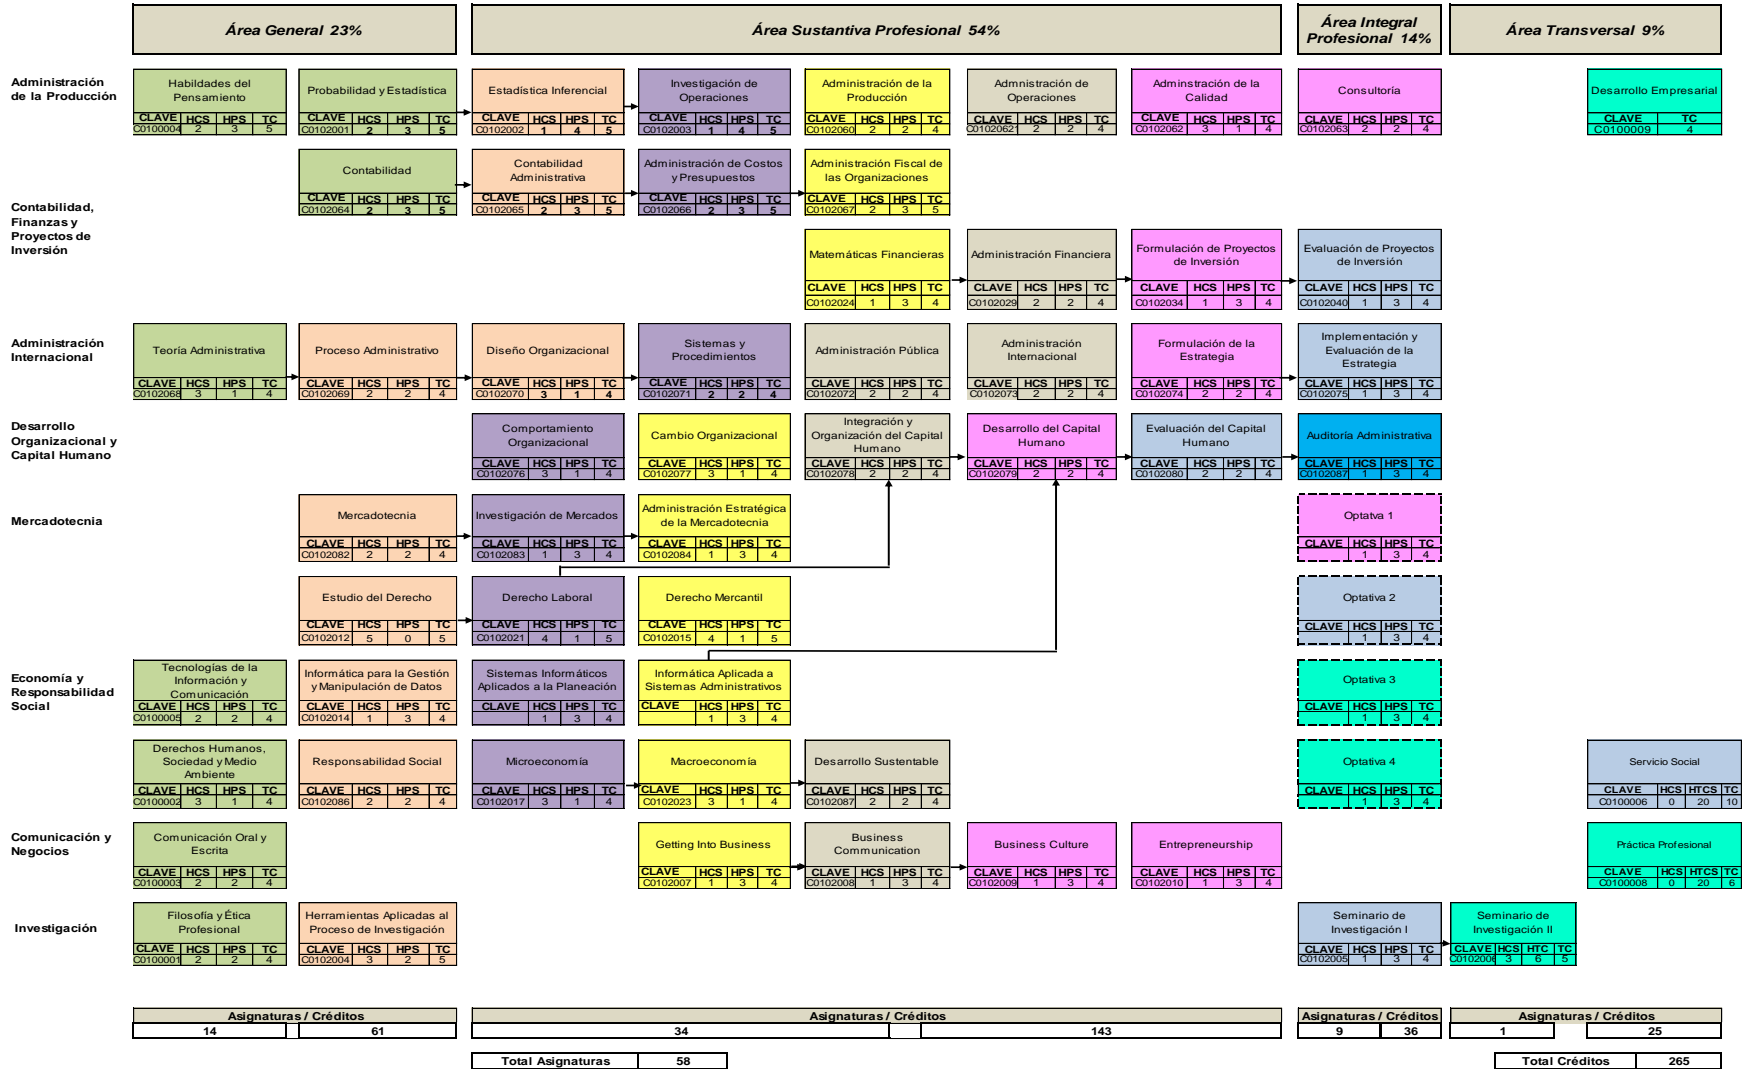 Área General 23%
Área Sustantiva Profesional 54%
Área Integral
Profesional 14%
Área Transversal 9%
Administración
de la Producción
Habildades del
Pensamiento
CLAVE HCS HPS TC
C0100004 2 3 5
Probabilidad y Estadística
CLAVE HCS HPS TC
C0102001 2 3 5
Estadística Inferencial
CLAVE HCS HPS TC
C0102002 1 4 5
Investigación de
Operaciones
CLAVE HCS HPS TC
C0102003 1 4 5
Administración de la
Producción
CLAVE HCS HPS TC
C0102060 2 2 4
Admnistración de
Operaciones
CLAVE HCS HPS TC
C01020621 2 2 4
Adminstración de la
Calidad
CLAVE HCS HPS TC
C0102062 3 1 4
Consultoría
CLAVE HCS HPS TC
C0102063 2 2 4
Desarrollo Empresarial
CLAVE TC
C0100009 4
Contabilidad,
Finanzas y
Proyectos de
Inversión
Contabilidad
CLAVE HCS HPS TC
C0102064 2 3 5
Contabilidad
Administrativa
CLAVE HCS HPS TC
C0102065 2 3 5
Administración de Costos
y Presupuestos
CLAVE HCS HPS TC
C0102066 2 3 5
Administración Fiscal de
las Organizaciones
CLAVE HCS HPS TC
C0102067 2 3 5
Matemáticas Financieras
CLAVE HCS HPS TC
C0102024 1 3 4
Administración Financiera
CLAVE HCS HPS TC
C0102029 2 2 4
Formulación de Proyectos
de Inversión
CLAVE HCS HPS TC
C0102034 1 3 4
Evaluación de Proyectos
de Inversión
CLAVE HCS HPS TC
C0102040 1 3 4
Administración
Internacional
Teoría Administrativa
CLAVE HCS HPS TC
C0102068 3 1 4
Proceso Administrativo
CLAVE HCS HPS TC
C0102069 2 2 4
Diseño Organizacional
CLAVE HCS HPS TC
C0102070 3 1 4
Sistemas y
Procedimientos
CLAVE HCS HPS TC
C0102071 2 2 4
Administración Pública
CLAVE HCS HPS TC
C0102072 2 2 4
Administración
Internacional
CLAVE HCS HPS TC
C0102073 2 2 4
Formulación de la
Estrategia
CLAVE HCS HPS TC
C0102074 2 2 4
Implementación y
Evaluación de la
Estrategia
CLAVE HCS HPS TC
C0102075 1 3 4
Desarrollo
Organizacional y
Capital Humano
Comportamiento
Organizacional
CLAVE HCS HPS TC
C0102076 3 1 4
Cambio Organizacional
CLAVE HCS HPS TC
C0102077 3 1 4
Integración y
Organización del Capital
Humano
CLAVE HCS HPS TC
C0102078 2 2 4
Desarrollo del Capital
Humano
CLAVE HCS HPS TC
C0102079 2 2 4
Evaluación del Capital
Humano
CLAVE HCS HPS TC
C0102080 2 2 4
Auditoría Administrativa
CLAVE HCS HPS TC
C0102087 1 3 4
Mercadotecnia
Mercadotecnia
CLAVE HCS HPS TC
C0102082 2 2 4
Investigación de Mercados
CLAVE HCS HPS TC
C0102083 1 3 4
Administración Estratégica
de la Mercadotecnia
CLAVE HCS HPS TC
C0102084 1 3 4
Optatva 1
CLAVE HCS HPS TC
1 3 4
Estudio del Derecho
CLAVE HCS HPS TC
C0102012 5 0 5
Derecho Laboral
CLAVE HCS HPS TC
C0102021 4 1 5
Derecho Mercantil
CLAVE HCS HPS TC
C0102015 4 1 5
Optativa 2
CLAVE HCS HPS TC
1 3 4
Economía y
Responsabilidad
Social
Tecnologías de la
Información y
Comunicación
CLAVE HCS HPS TC
C0100005 2 2 4
Informática para la Gestión
y Manipulación de Datos
CLAVE HCS HPS TC
C0102014 1 3 4
Sistemas Informáticos
Aplicados a la Planeación
CLAVE HCS HPS TC
1 3 4
Informática Aplicada a
Sistemas Administrativos
CLAVE HCS HPS TC
1 3 4
Optativa 3
CLAVE HCS HPS TC
1 3 4
Derechos Humanos,
Sociedad y Medio
Ambiente
CLAVE HCS HPS TC
C0100002 3 1 4
Responsabilidad Social
CLAVE HCS HPS TC
C0102086 2 2 4
Microeconomía
CLAVE HCS HPS TC
C0102017 3 1 4
Macroeconomía
CLAVE HCS HPS TC
C0102023 3 1 4
Desarrollo Sustentable
CLAVE HCS HPS TC
C0102087 2 2 4
Optativa 4
CLAVE HCS HPS TC
1 3 4
Servicio Social
CLAVE HCS HTCS TC
C0100006 0 20 10
Comunicación y
Negocios
Comunicación Oral y
Escrita
CLAVE HCS HPS TC
C0100003 2 2 4
Getting Into Business
CLAVE HCS HPS TC
C0102007 1 3 4
Business
Communication
CLAVE HCS HPS TC
C0102008 1 3 4
Business Culture
CLAVE HCS HPS TC
C0102009 1 3 4
Entrepreneurship
CLAVE HCS HPS TC
C0102010 1 3 4
Práctica Profesional
CLAVE HCS HTCS TC
C0100008 0 20 6
Investigación
Filosofía y Ética
Profesional
CLAVE HCS HPS TC
C0100001 2 2 4
Herramientas Aplicadas al
Proceso de Investigación
CLAVE HCS HPS TC
C0102004 3 2 5
Seminario de
Investigación I
CLAVE HCS HPS TC
C0102005 1 3 4
Seminario de
Investigación II
CLAVE HCS HTC TC
C0102006 3 6 5
Asignaturas / Créditos
14 61
Asignaturas / Créditos
34 143
Asignaturas / Créditos
9 36
Asignaturas / Créditos
1 25
Total Asignaturas 58
Total Créditos 265